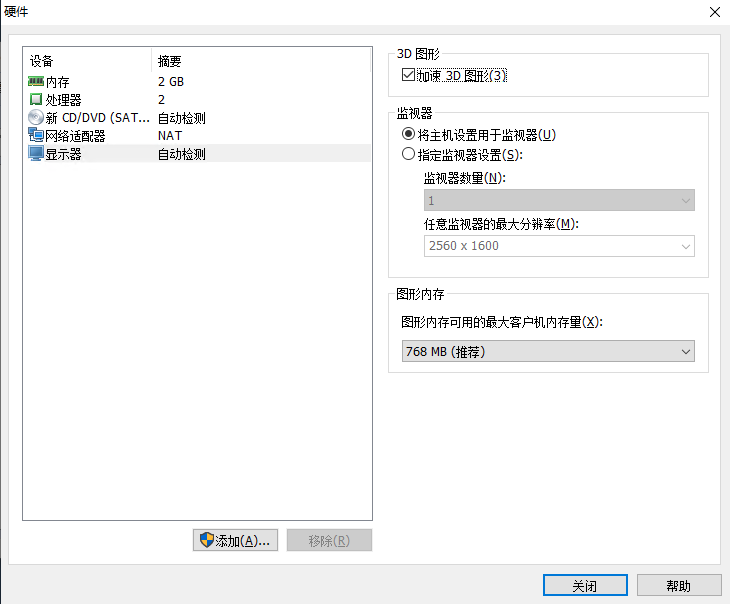 硬件
设备 摘要
内存 2 GB
处理器 2
新 CD/DVD (SAT... 自动检测
网络适配器 NAT
显示器 自动检测
添加(A)... 移除(R)
3D 图形
加速 3D 图形(3)
监视器
将主机设置用于监视器(U)
指定监视器设置(S):
监视器数量(N):
1
任意监视器的最大分辨率(M):
2560 x 1600
图形内存
图形内存可用的最大客户机内存量(X):
768 MB (推荐)
关闭 帮助